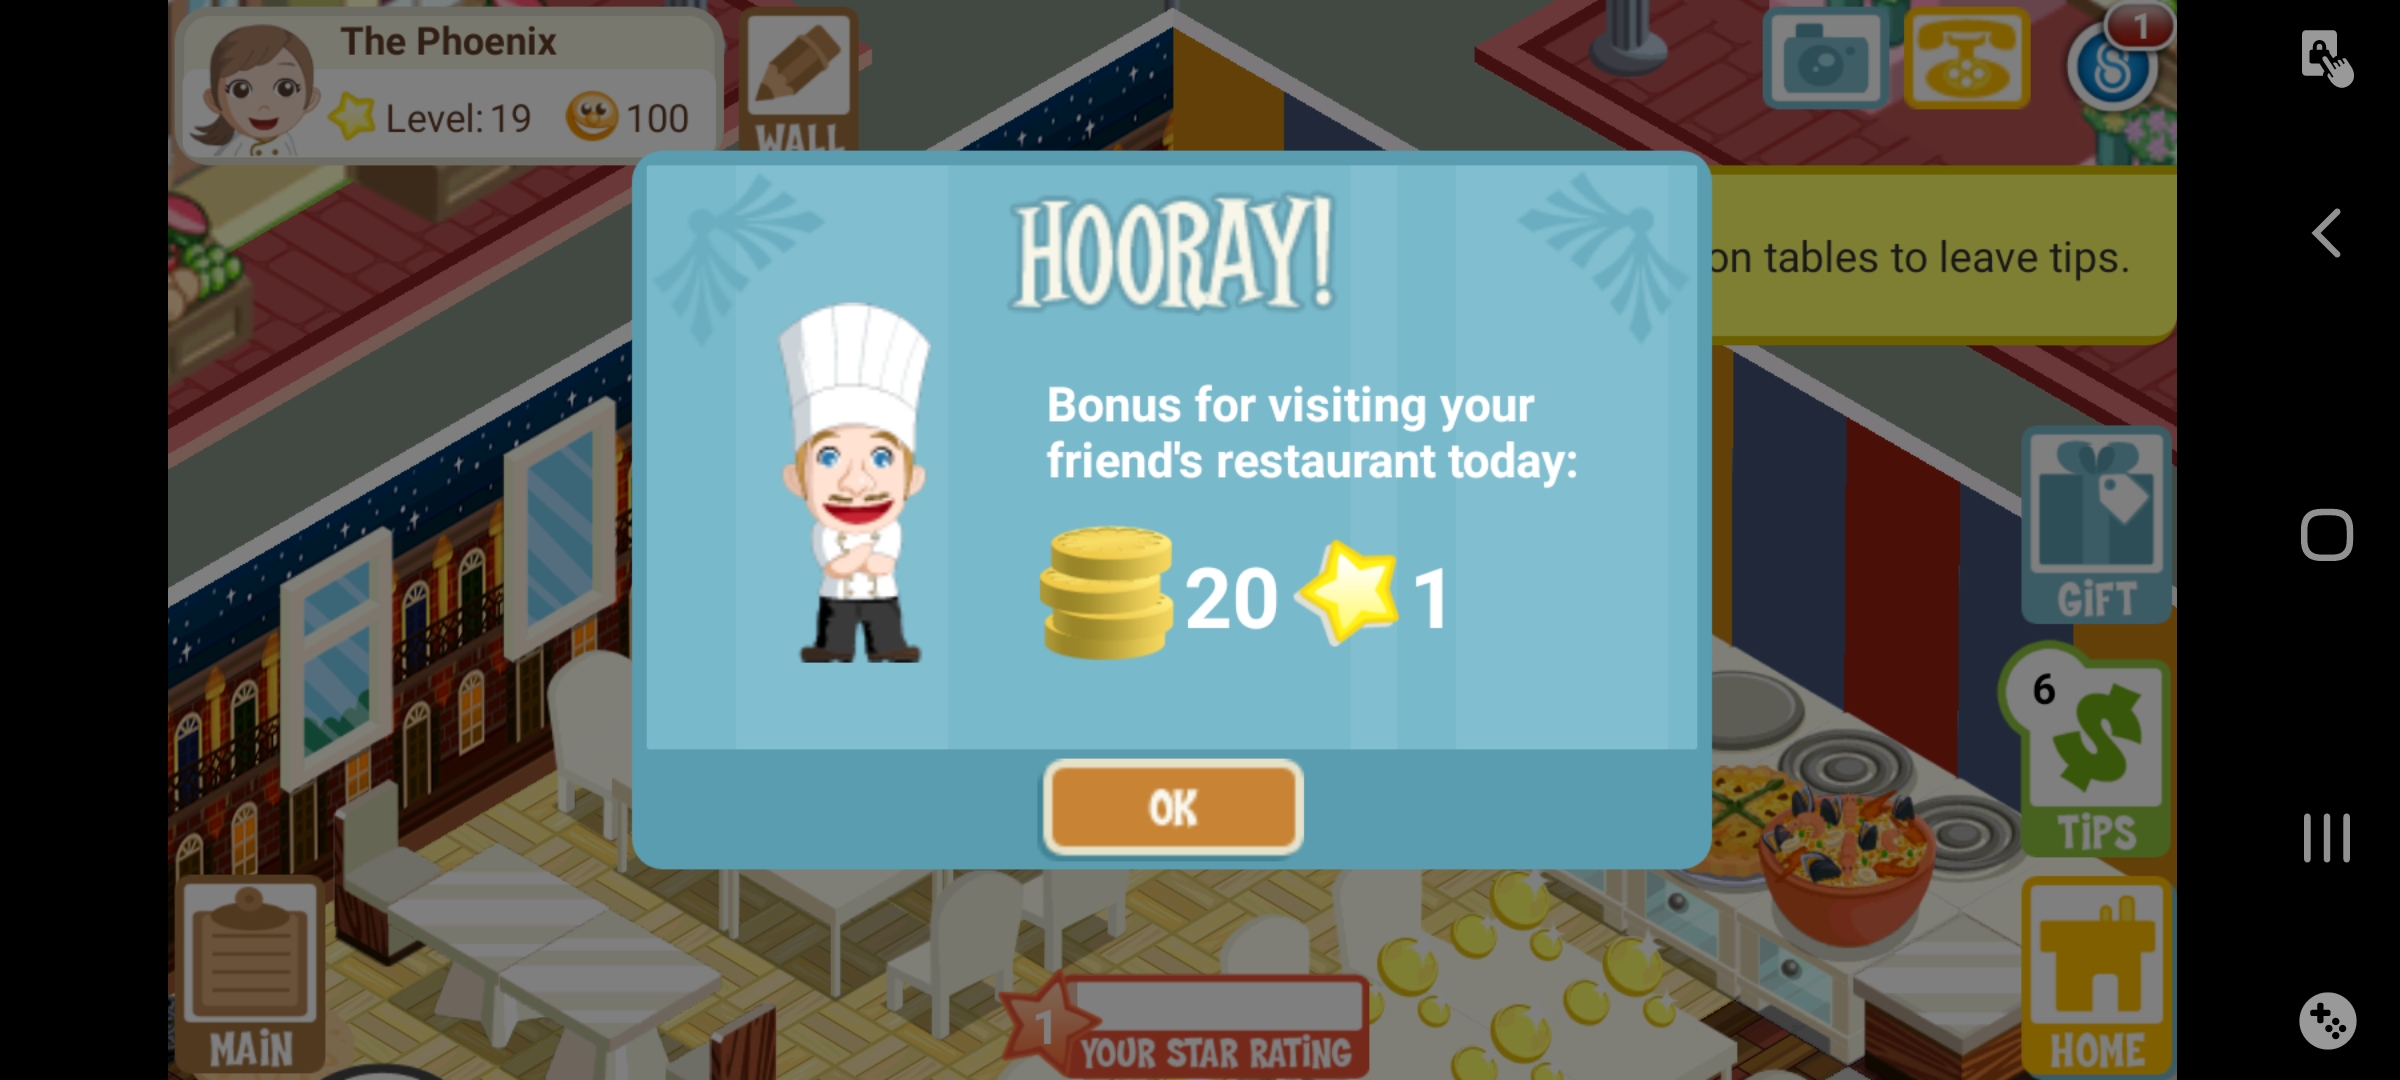 The Phoenix
Level: 19
100
WALL
1
HOORAY!
on tables to leave tips.
Bonus for visiting your
friend's restaurant today:
20
1
GIFT
6
TIPS
OK
MAIN
1
YOUR STAR RATING
HOME